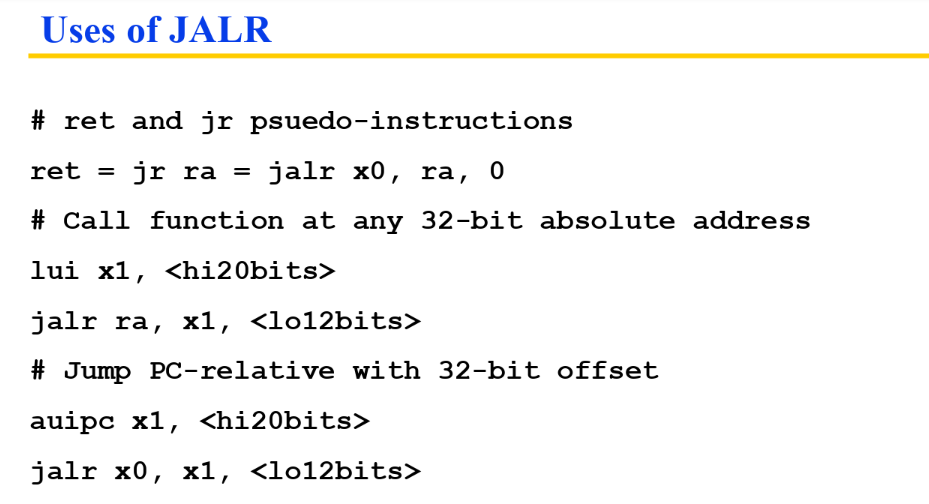 Uses of JALR
# ret and jr psuedo-instructions
ret = jr ra = jalr x0, ra, 0
# Call function at any 32-bit absolute address
lui x1, <hi20bits>
jalr ra, x1, <lo12bits>
# Jump PC-relative with 32-bit offset
auipc x1, <hi20bits>
jalr x0, x1, <lo12bits>